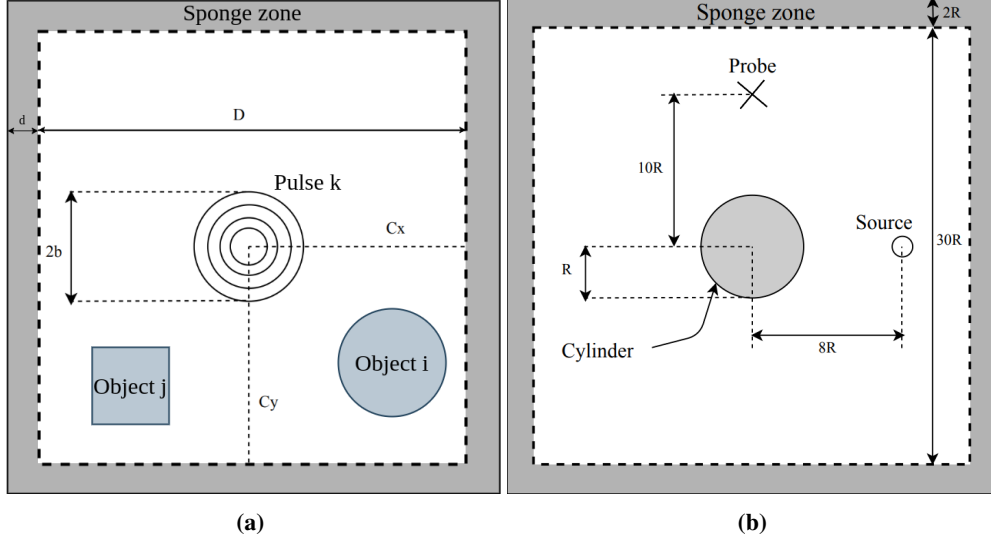 Sponge zone
d
D
Pulse k
2b
Cx
Object j
Object i
Cy
(a)
Sponge zone
2R
Probe
10R
Source
30R
R
Cylinder
8R
(b)